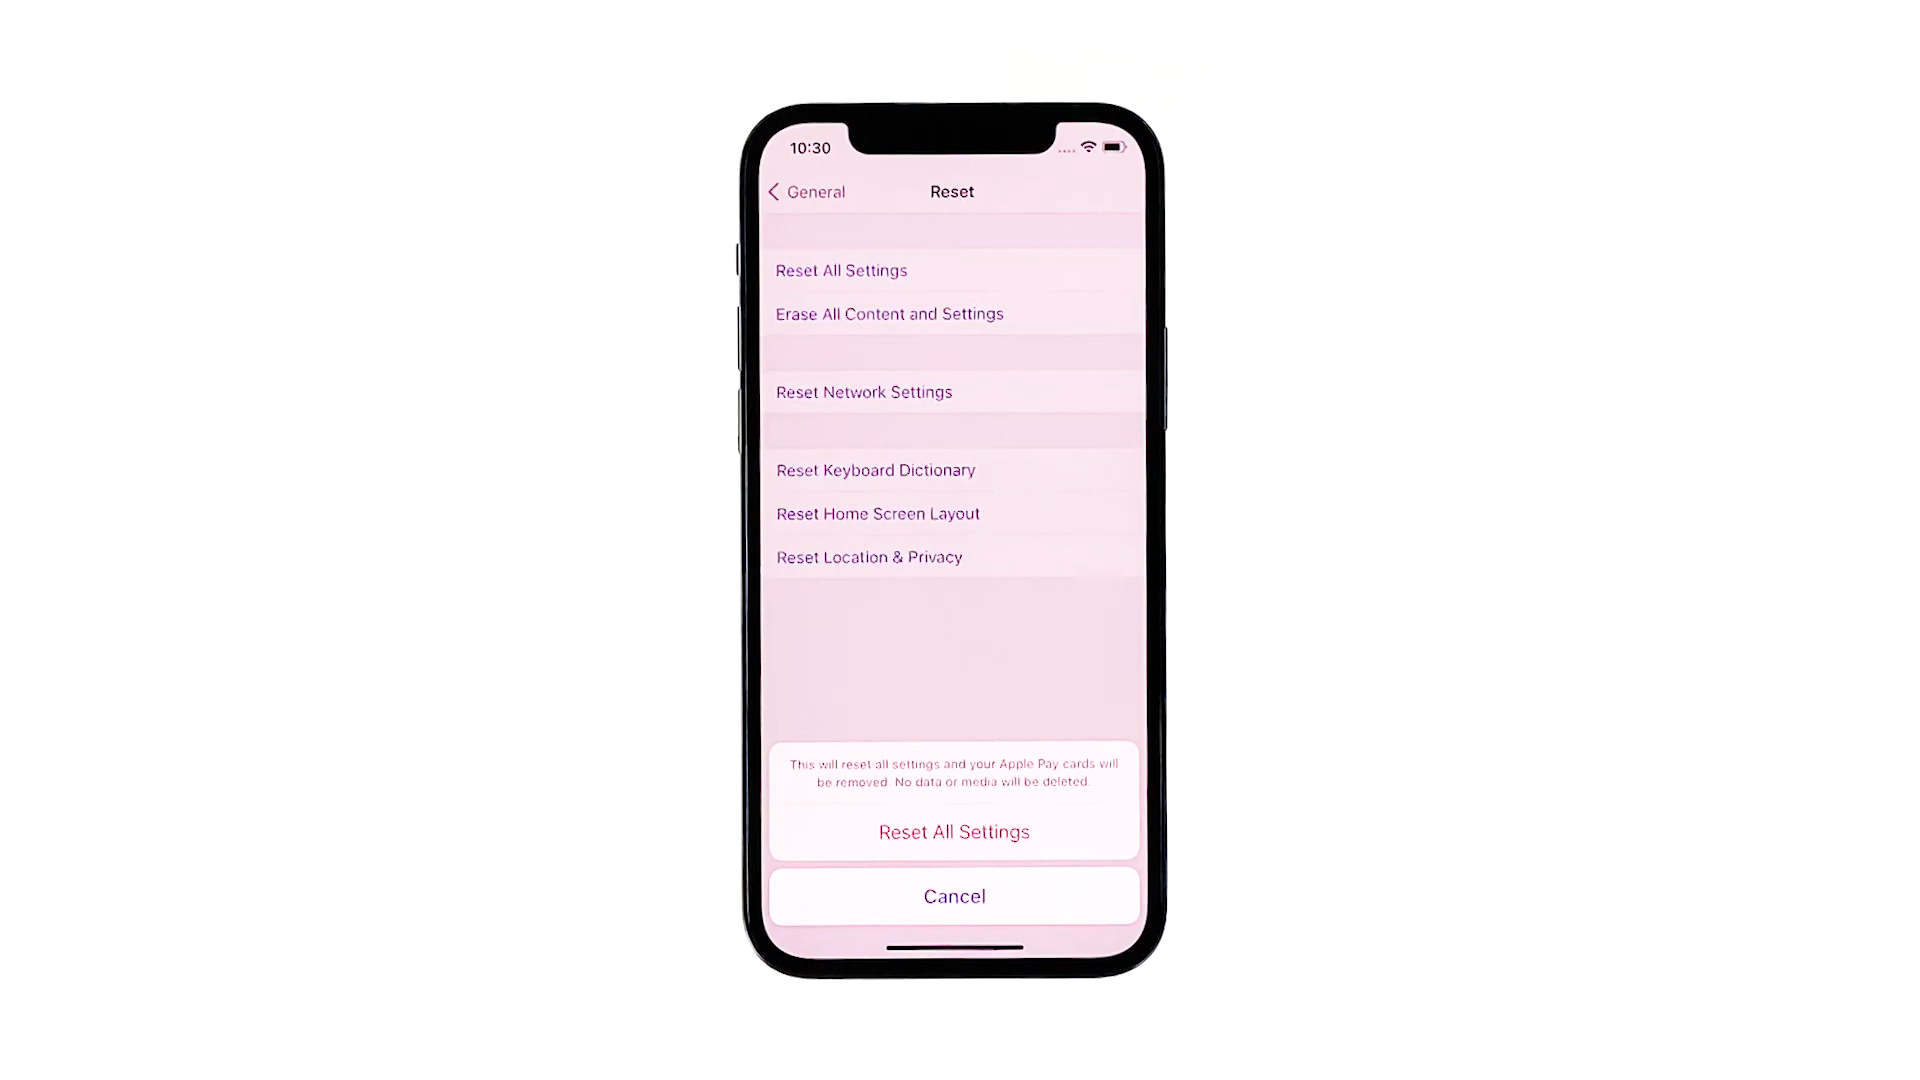 10:30
General
Reset
Reset All Settings
Erase All Content and Settings
Reset Network Settings
Reset Keyboard Dictionary
Reset Home Screen Layout
Reset Location & Privacy
This will reset all settings and your Apple Pay cards will
be removed. No data or media will be deleted.
Reset All Settings
Cancel